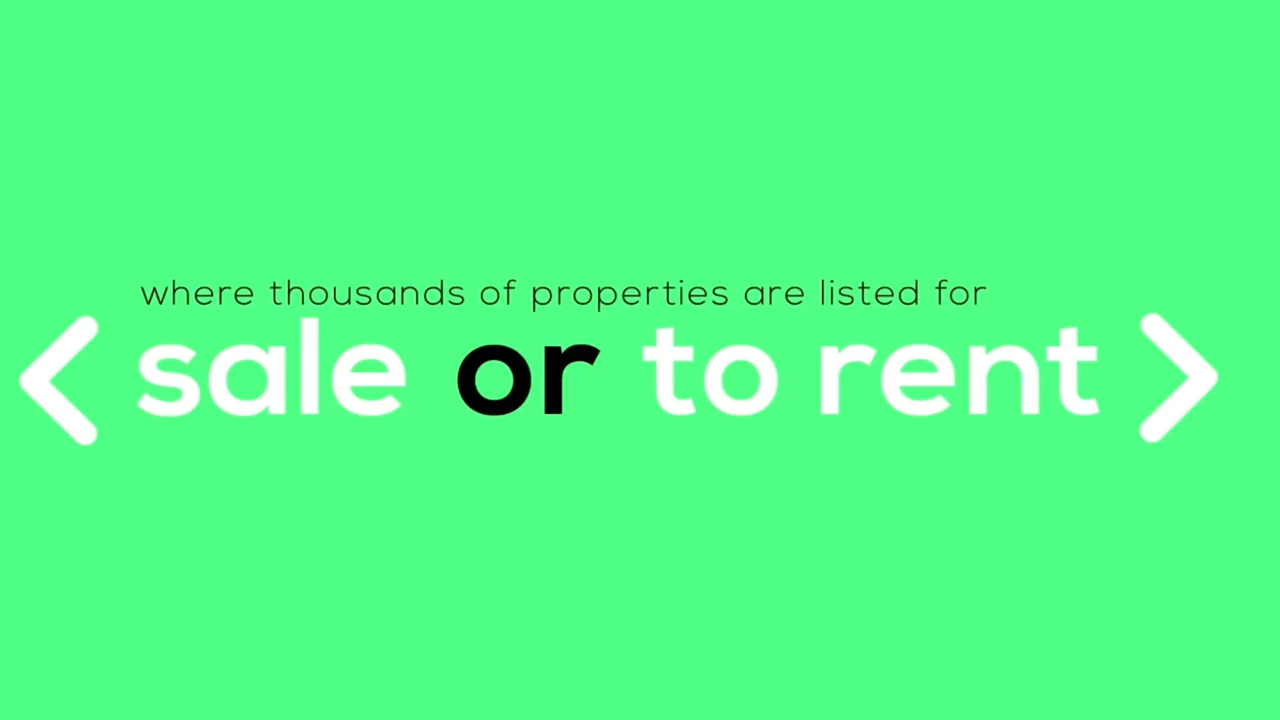 where thousands of properties are listed for
sale or to rent